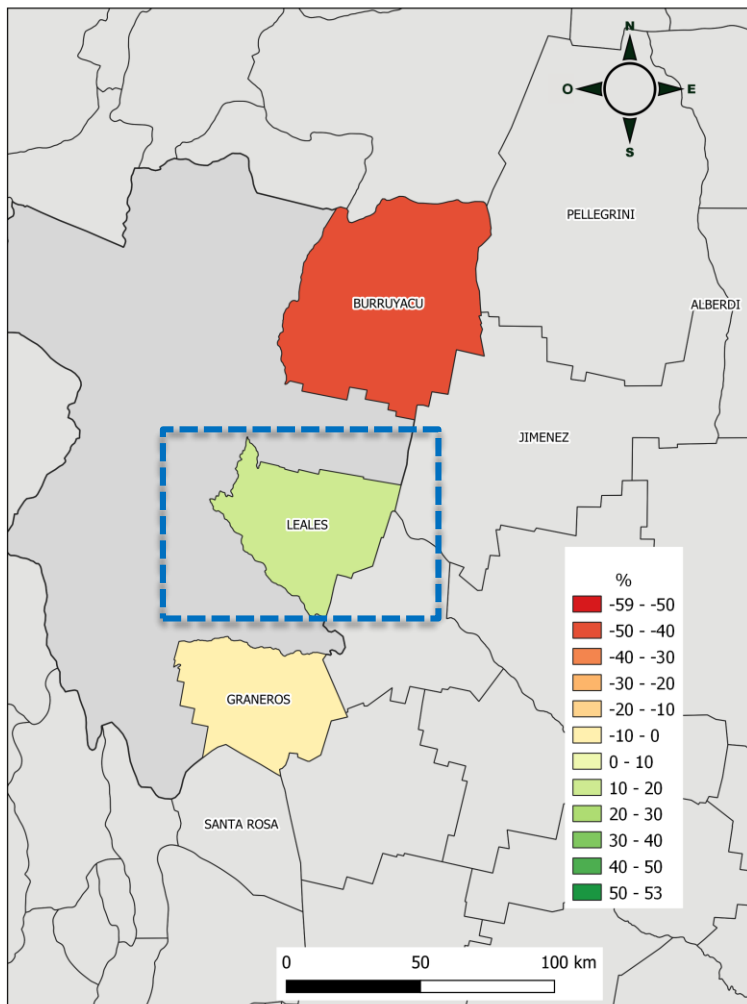 N
O
E
S
PELLEGRINI
BURRUYACU
ALBERDI
JIMENEZ
LEALES
GRANEROS
SANTA ROSA
%
-59 - -50
-50 - -40
-40 - -30
-30 - -20
-20 - -10
-10 - 0
0 - 10
10 - 20
20 - 30
30 - 40
40 - 50
50 - 53
0 50 100 km